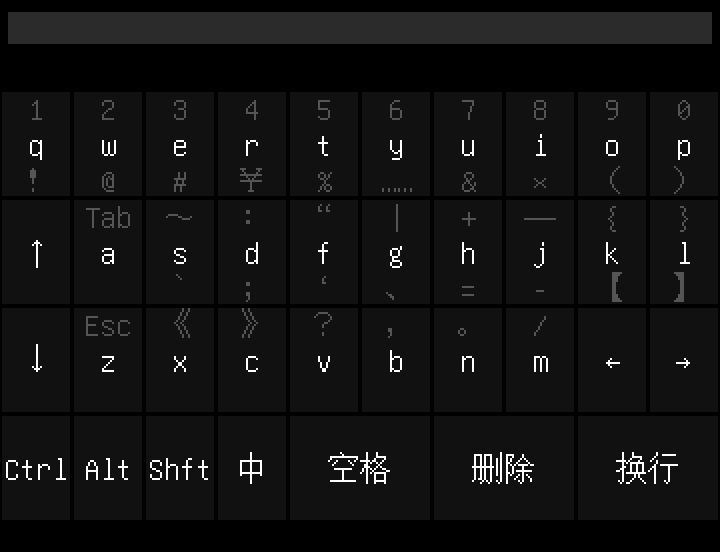 1 2 3 4 5 6 7 8 9 0
q w e r t y u i o p
! @ # ¥ % …… & × ( )
Tab ～ : “ | + —— { }
↑ a s d f g h j k l
` ; ‘ 、 = - 【 】
Esc 《 》 ? , 。 /
↓ z x c v b n m ← →
Ctrl Alt Shft 中 空格 删除 换行